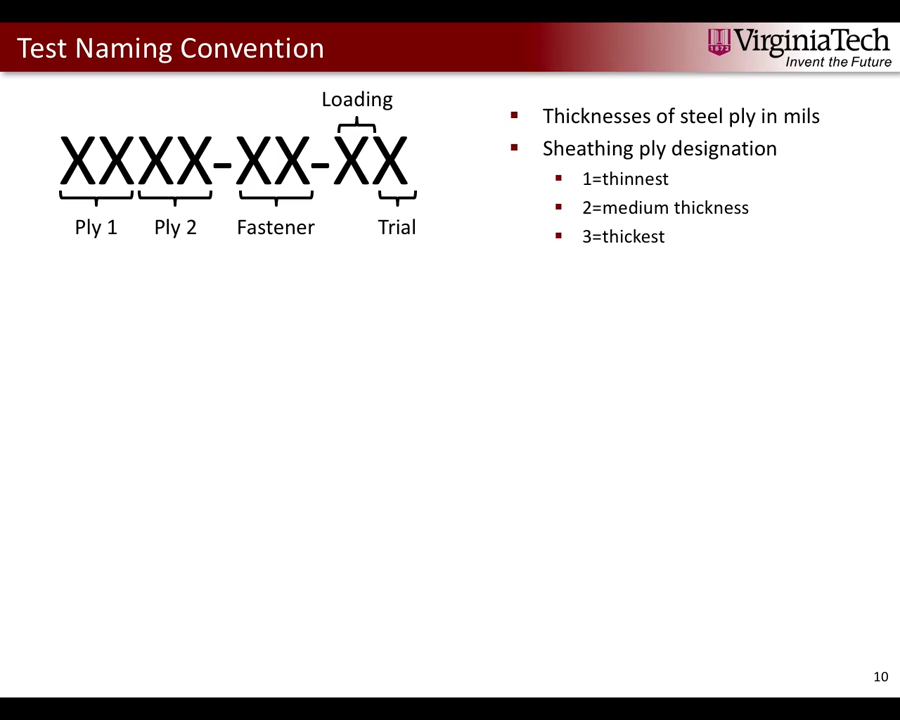 Test Naming Convention
VirginiaTech
1872
Invent the Future
Loading
XXXX-XX-XX
Ply 1
Ply 2
Fastener
Trial
Thicknesses of steel ply in mils
Sheathing ply designation
1=thinnest
2=medium thickness
3=thickest
10